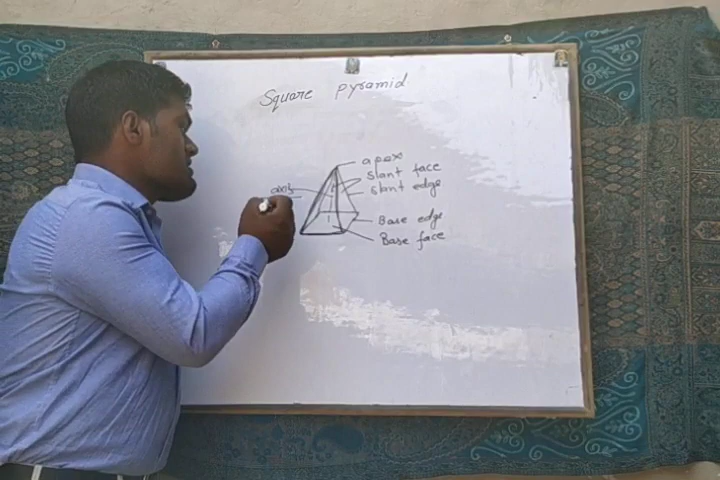 Square Pyramid
apex
slant face
slant edge
axis
Base edge
Base face